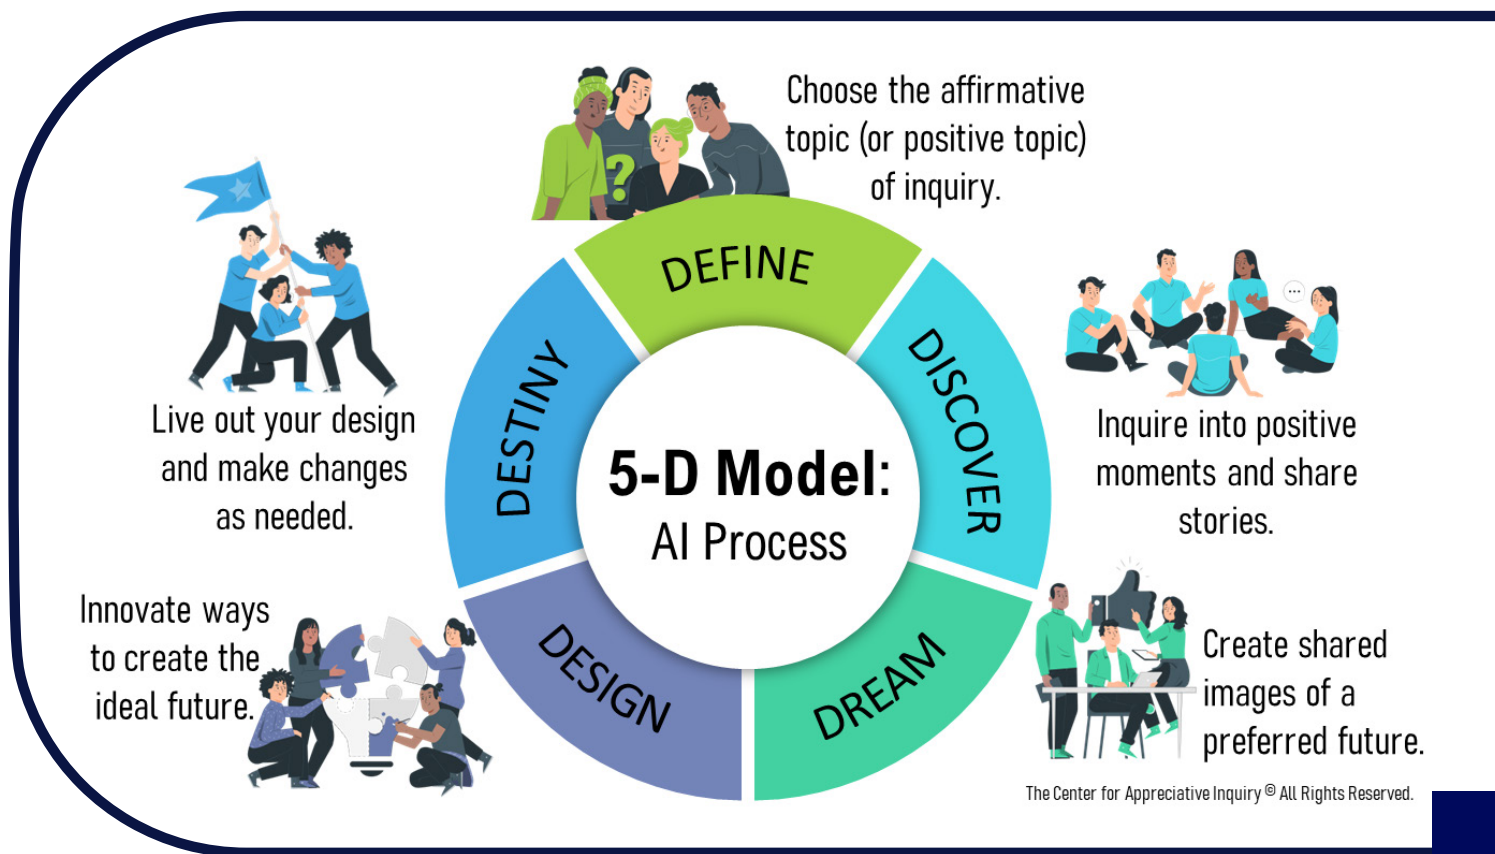 Choose the affirmative
topic (or positive topic)
of inquiry.
?
DEFINE
DISCOVER
Inquire into positive
moments and share
stories.
DREAM
Create shared
images of a
preferred future.
DESIGN
Innovate ways
to create the
ideal future.
DESTINY
Live out your design
and make changes
as needed.
5-D Model:
AI Process
The Center for Appreciative Inquiry © All Rights Reserved.